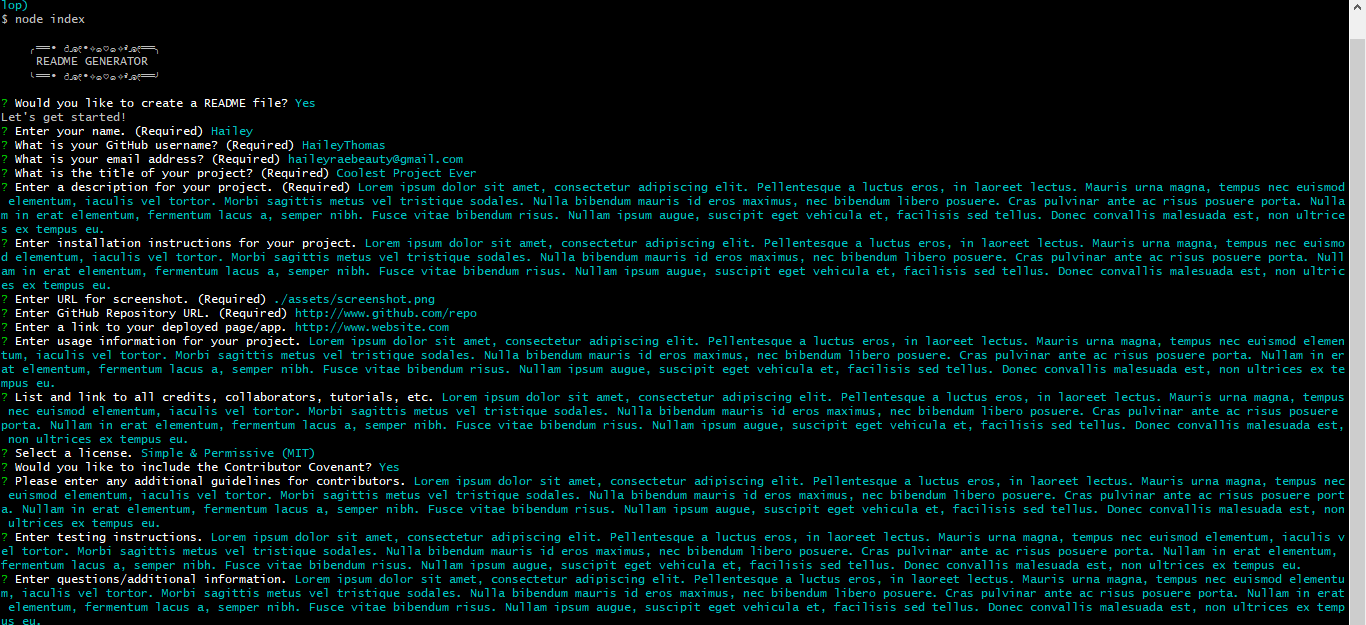 lop)
$ node index
README GENERATOR
? Would you like to create a README file? Yes
Let's get started!
? Enter your name. (Required) Hailey
? What is your GitHub username? (Required) HaileyThomas
? What is your email address? (Required) haileyraebeauty@gmail.com
? What is the title of your project? (Required) Coolest Project Ever
? Enter a description for your project. (Required) Lorem ipsum dolor sit amet, consectetur adipiscing elit. Pellentesque a luctus eros, in laoreet lectus. Mauris urna magna, tempus nec euismod
 elementum, iaculis vel tortor. Morbi sagittis metus vel tristique sodales. Nulla bibendum mauris id eros maximus, nec bibendum libero posuere. Cras pulvinar ante ac risus posuere porta. Nulla
m in erat elementum, fermentum lacus a, semper nibh. Fusce vitae bibendum risus. Nullam ipsum augue, suscipit eget vehicula et, facilisis sed tellus. Donec convallis malesuada est, non ultrice
s ex tempus eu.
? Enter installation instructions for your project. Lorem ipsum dolor sit amet, consectetur adipiscing elit. Pellentesque a luctus eros, in laoreet lectus. Mauris urna magna, tempus nec euismo
d elementum, iaculis vel tortor. Morbi sagittis metus vel tristique sodales. Nulla bibendum mauris id eros maximus, nec bibendum libero posuere. Cras pulvinar ante ac risus posuere porta. Null
am in erat elementum, fermentum lacus a, semper nibh. Fusce vitae bibendum risus. Nullam ipsum augue, suscipit eget vehicula et, facilisis sed tellus. Donec convallis malesuada est, non ultric
es ex tempus eu.
? Enter URL for screenshot. (Required) ./assets/screenshot.png
? Enter GitHub Repository URL. (Required) http://www.github.com/repo
? Enter a link to your deployed page/app. http://www.website.com
? Enter usage information for your project. Lorem ipsum dolor sit amet, consectetur adipiscing elit. Pellentesque a luctus eros, in laoreet lectus. Mauris urna magna, tempus nec euismod elemen
tum, iaculis vel tortor. Morbi sagittis metus vel tristique sodales. Nulla bibendum mauris id eros maximus, nec bibendum libero posuere. Cras pulvinar ante ac risus posuere porta. Nullam in er
at elementum, fermentum lacus a, semper nibh. Fusce vitae bibendum risus. Nullam ipsum augue, suscipit eget vehicula et, facilisis sed tellus. Donec convallis malesuada est, non ultrices ex te
mpus eu.
? List and link to all credits, collaborators, tutorials, etc. Lorem ipsum dolor sit amet, consectetur adipiscing elit. Pellentesque a luctus eros, in laoreet lectus. Mauris urna magna, tempus
 nec euismod elementum, iaculis vel tortor. Morbi sagittis metus vel tristique sodales. Nulla bibendum mauris id eros maximus, nec bibendum libero posuere. Cras pulvinar ante ac risus posuere
porta. Nullam in erat elementum, fermentum lacus a, semper nibh. Fusce vitae bibendum risus. Nullam ipsum augue, suscipit eget vehicula et, facilisis sed tellus. Donec convallis malesuada est,
 non ultrices ex tempus eu.
? Select a license. Simple & Permissive (MIT)
? Would you like to include the Contributor Covenant? Yes
? Please enter any additional guidelines for contributors. Lorem ipsum dolor sit amet, consectetur adipiscing elit. Pellentesque a luctus eros, in laoreet lectus. Mauris urna magna, tempus nec
 euismod elementum, iaculis vel tortor. Morbi sagittis metus vel tristique sodales. Nulla bibendum mauris id eros maximus, nec bibendum libero posuere. Cras pulvinar ante ac risus posuere port
a. Nullam in erat elementum, fermentum lacus a, semper nibh. Fusce vitae bibendum risus. Nullam ipsum augue, suscipit eget vehicula et, facilisis sed tellus. Donec convallis malesuada est, non
 ultrices ex tempus eu.
? Enter testing instructions. Lorem ipsum dolor sit amet, consectetur adipiscing elit. Pellentesque a luctus eros, in laoreet lectus. Mauris urna magna, tempus nec euismod elementum, iaculis v
el tortor. Morbi sagittis metus vel tristique sodales. Nulla bibendum mauris id eros maximus, nec bibendum libero posuere. Cras pulvinar ante ac risus posuere porta. Nullam in erat elementum,
fermentum lacus a, semper nibh. Fusce vitae bibendum risus. Nullam ipsum augue, suscipit eget vehicula et, facilisis sed tellus. Donec convallis malesuada est, non ultrices ex tempus eu.
? Enter questions/additional information. Lorem ipsum dolor sit amet, consectetur adipiscing elit. Pellentesque a luctus eros, in laoreet lectus. Mauris urna magna, tempus nec euismod elementu
m, iaculis vel tortor. Morbi sagittis metus vel tristique sodales. Nulla bibendum mauris id eros maximus, nec bibendum libero posuere. Cras pulvinar ante ac risus posuere porta. Nullam in erat
 elementum, fermentum lacus a, semper nibh. Fusce vitae bibendum risus. Nullam ipsum augue, suscipit eget vehicula et, facilisis sed tellus. Donec convallis malesuada est, non ultrices ex temp
us eu.